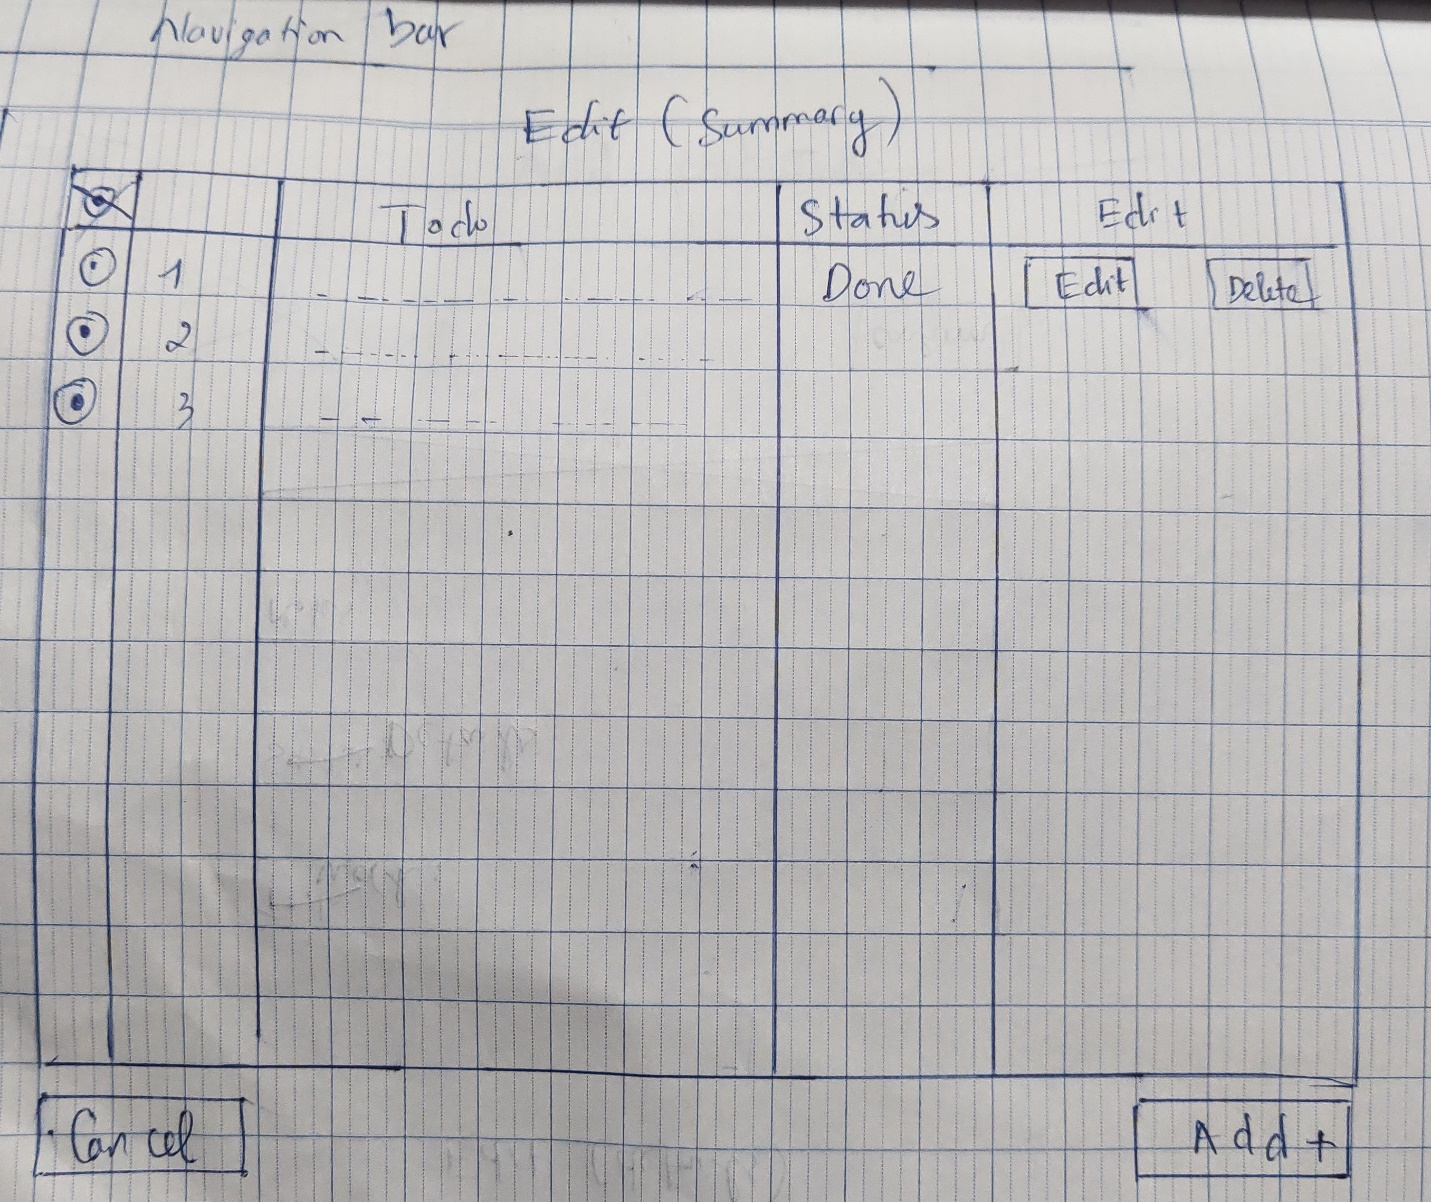 Navigation bar
Edit (Summary)
Todo Status Edit
1 Done Edit Delete
2
3
Cancel Add +